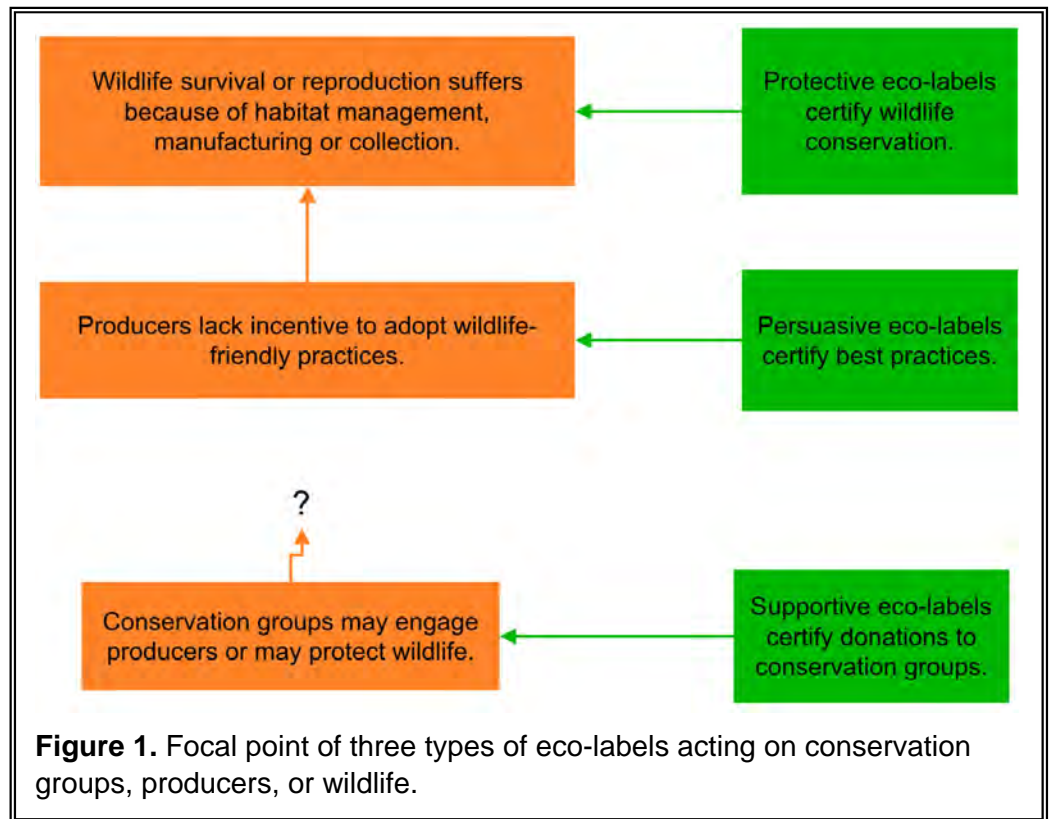 Wildlife survival or reproduction suffers
because of habitat management,
manufacturing or collection.
Protective eco-labels
certify wildlife
conservation.
Producers lack incentive to adopt wildlife-
friendly practices.
Persuasive eco-labels
certify best practices.
?
Conservation groups may engage
producers or may protect wildlife.
Supportive eco-labels
certify donations to
conservation groups.
Figure 1. Focal point of three types of eco-labels acting on conservation
groups, producers, or wildlife.